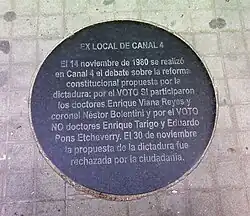 EX LOCAL DE CANAL 4
El 14 noviembre de 1980 se realizó
en Canal 4 el debate sobre la reforma
constitucional propuesta por la
dictadura: por el VOTO SI participaron
los doctores Enrique Viana Reyes y
coronel Néstor Bolentini y por el VOTO
NO doctores Enrique Tarigo y Eduardo
Pons Etcheverry. El 30 de noviembre
la propuesta de la dictadura fue
rechazada por la ciudadanía.